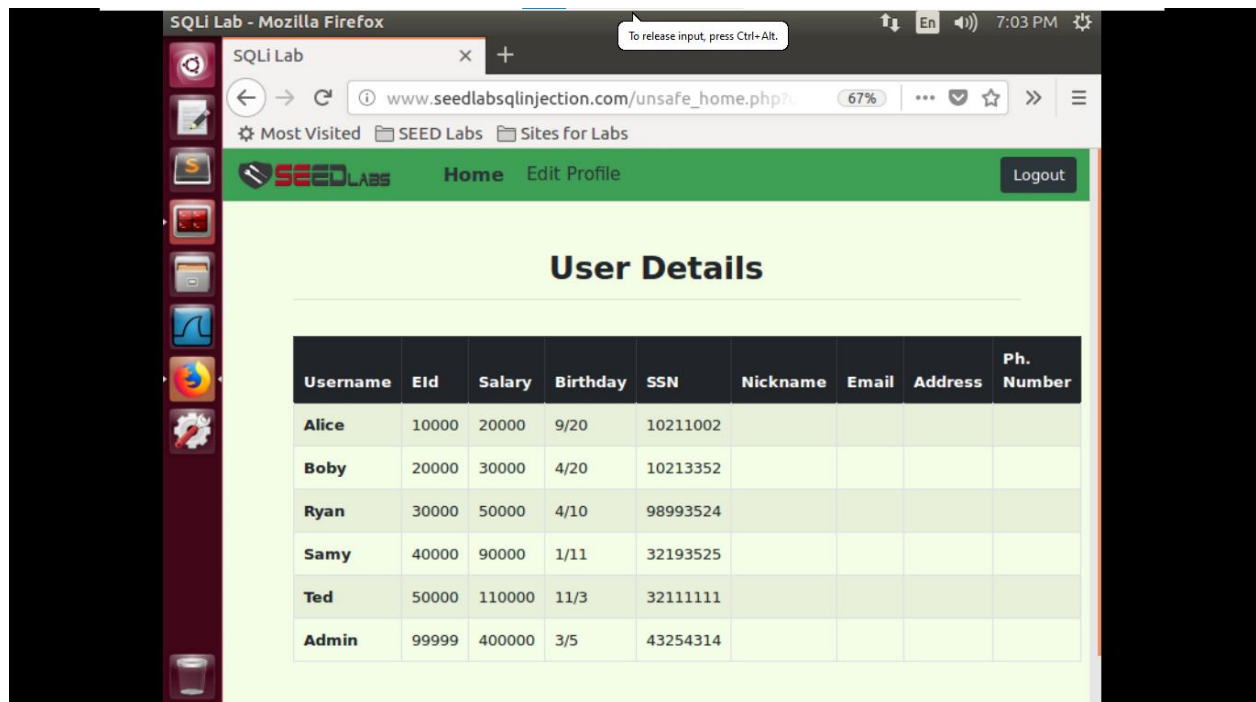 SQLi Lab - Mozilla Firefox
To release input, press Ctrl+Alt.
En 7:03 PM
SQLi Lab
www.seedlabsqlinjection.com/unsafe_home.php? 67%
Most Visited SEED Labs Sites for Labs
SEEDLABS Home Edit Profile Logout
User Details
Username EId Salary Birthday SSN Nickname Email Address Ph. Number
Alice 10000 20000 9/20 10211002
Boby 20000 30000 4/20 10213352
Ryan 30000 50000 4/10 98993524
Samy 40000 90000 1/11 32193525
Ted 50000 110000 11/3 32111111
Admin 99999 400000 3/5 43254314